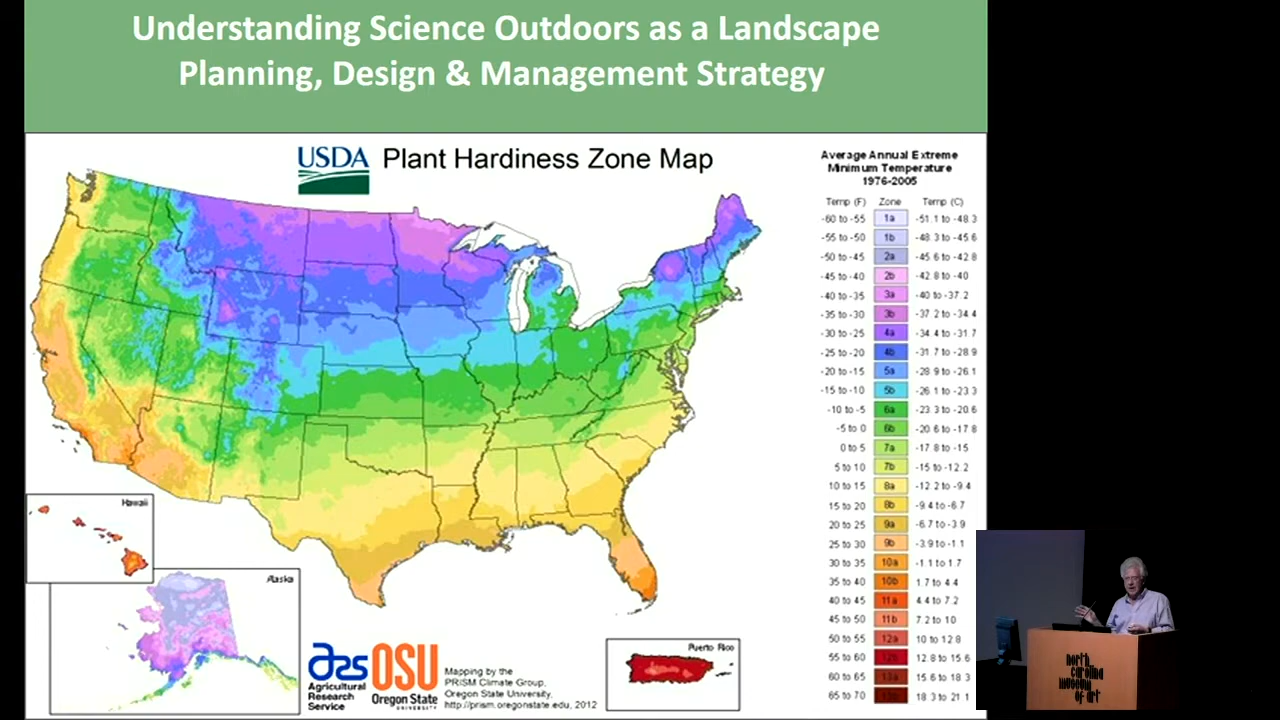 Understanding Science Outdoors as a Landscape
Planning, Design & Management Strategy
USDA Plant Hardiness Zone Map
Average Annual Extreme
Minimum Temperature
1976-2005
Temp (F) Zone Temp (C)
-60 to -55 1a -51.1 to -48.3
-55 to -50 1b -48.3 to -45.6
-50 to -45 2a -45.6 to -42.8
-45 to -40 2b -42.8 to -40
-40 to -35 3a -40 to -37.2
-35 to -30 3b -37.2 to -34.4
-30 to -25 4a -34.4 to -31.7
-25 to -20 4b -31.7 to -28.9
-20 to -15 5a -28.9 to -26.1
-15 to -10 5b -26.1 to -23.3
-10 to -5 6a -23.3 to -20.6
-5 to 0 6b -20.6 to -17.8
0 to 5 7a -17.8 to -15
5 to 10 7b -15 to -12.2
10 to 15 8a -12.2 to -9.4
15 to 20 8b -9.4 to -6.7
20 to 25 9a -6.7 to -3.9
25 to 30 9b -3.9 to -1.1
30 to 35 10a -1.1 to 1.7
35 to 40 10b 1.7 to 4.4
40 to 45 11a 4.4 to 7.2
45 to 50 11b 7.2 to 10
50 to 55 12a 10 to 12.8
55 to 60 12b 12.8 to 15.6
60 to 65 13a 15.6 to 18.3
65 to 70 13b 18.3 to 21.1
Hawaii
Alaska
ars
Agricultural
Research
Service
OSU
Oregon State
UNIVERSITY
Mapping by the
PRISM Climate Group,
Oregon State University,
http://prism.oregonstate.edu, 2012
Puerto Rico
north
carolina
museum
of art